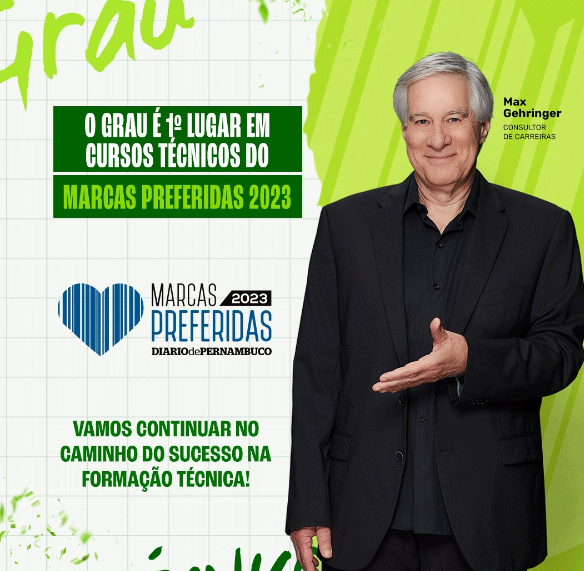 Grau
Max
Gehringer
CONSULTOR
DE CARREIRAS
O GRAU É 1º LUGAR EM
CURSOS TÉCNICOS DO
MARCAS PREFERIDAS 2023
MARCAS 2023
PREFERIDAS
DIARIOdePERNAMBUCO
VAMOS CONTINUAR NO
CAMINHO DO SUCESSO NA
FORMAÇÃO TÉCNICA!